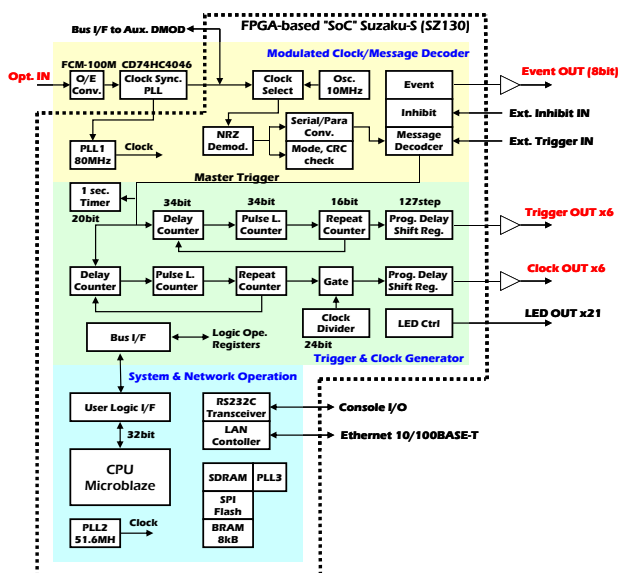 FPGA-based "SoC" Suzaku-S (SZ130)
Bus I/F to Aux. DMOD
Modulated Clock/Message Decoder
Opt. IN
FCM-100M
CD74HC4046
O/E
Conv.
Clock Sync.
PLL
Clock
Select
Osc.
10MHz
Event
Event OUT (8bit)
Inhibit
Ext. Inhibit IN
Message
Decodcer
Ext. Trigger IN
PLL1
80MHz
Clock
NRZ
Demod.
Serial/Para
Conv.
Mode, CRC
check
Master Trigger
1 sec.
Timer
20bit
34bit
34bit
16bit
127step
Delay
Counter
Pulse L.
Counter
Repeat
Counter
Prog. Delay
Shift Reg.
Trigger OUT x6
Delay
Counter
Pulse L.
Counter
Repeat
Counter
Gate
Prog. Delay
Shift Reg.
Clock OUT x6
Clock
Divider
24bit
LED Ctrl
LED OUT x21
Bus I/F
Logic Ope.
Registers
Trigger & Clock Generator
System & Network Operation
User Logic I/F
32bit
CPU
Microblaze
RS232C
Transceiver
Console I/O
LAN
Contoller
Ethernet 10/100BASE-T
SDRAM
PLL3
SPI
Flash
BRAM
8kB
PLL2
51.6MH
Clock